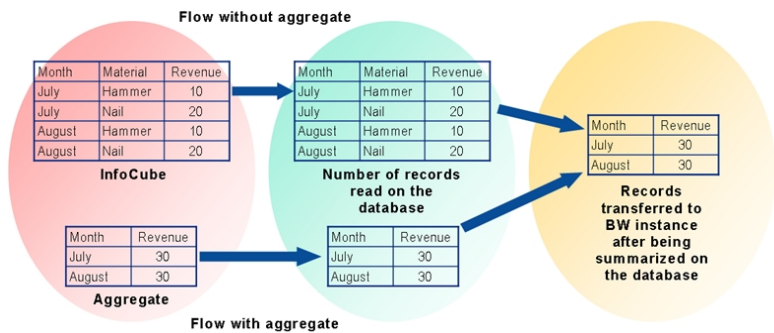 Flow without aggregate
Month Material Revenue
July Hammer 10
July Nail 20
August Hammer 10
August Nail 20
InfoCube
Month Material Revenue
July Hammer 10
July Nail 20
August Hammer 10
August Nail 20
Number of records
read on the
database
Month Revenue
July 30
August 30
Records
transferred to
BW instance
after being
summarized on
the database
Month Revenue
July 30
August 30
Aggregate
Month Revenue
July 30
August 30
Flow with aggregate